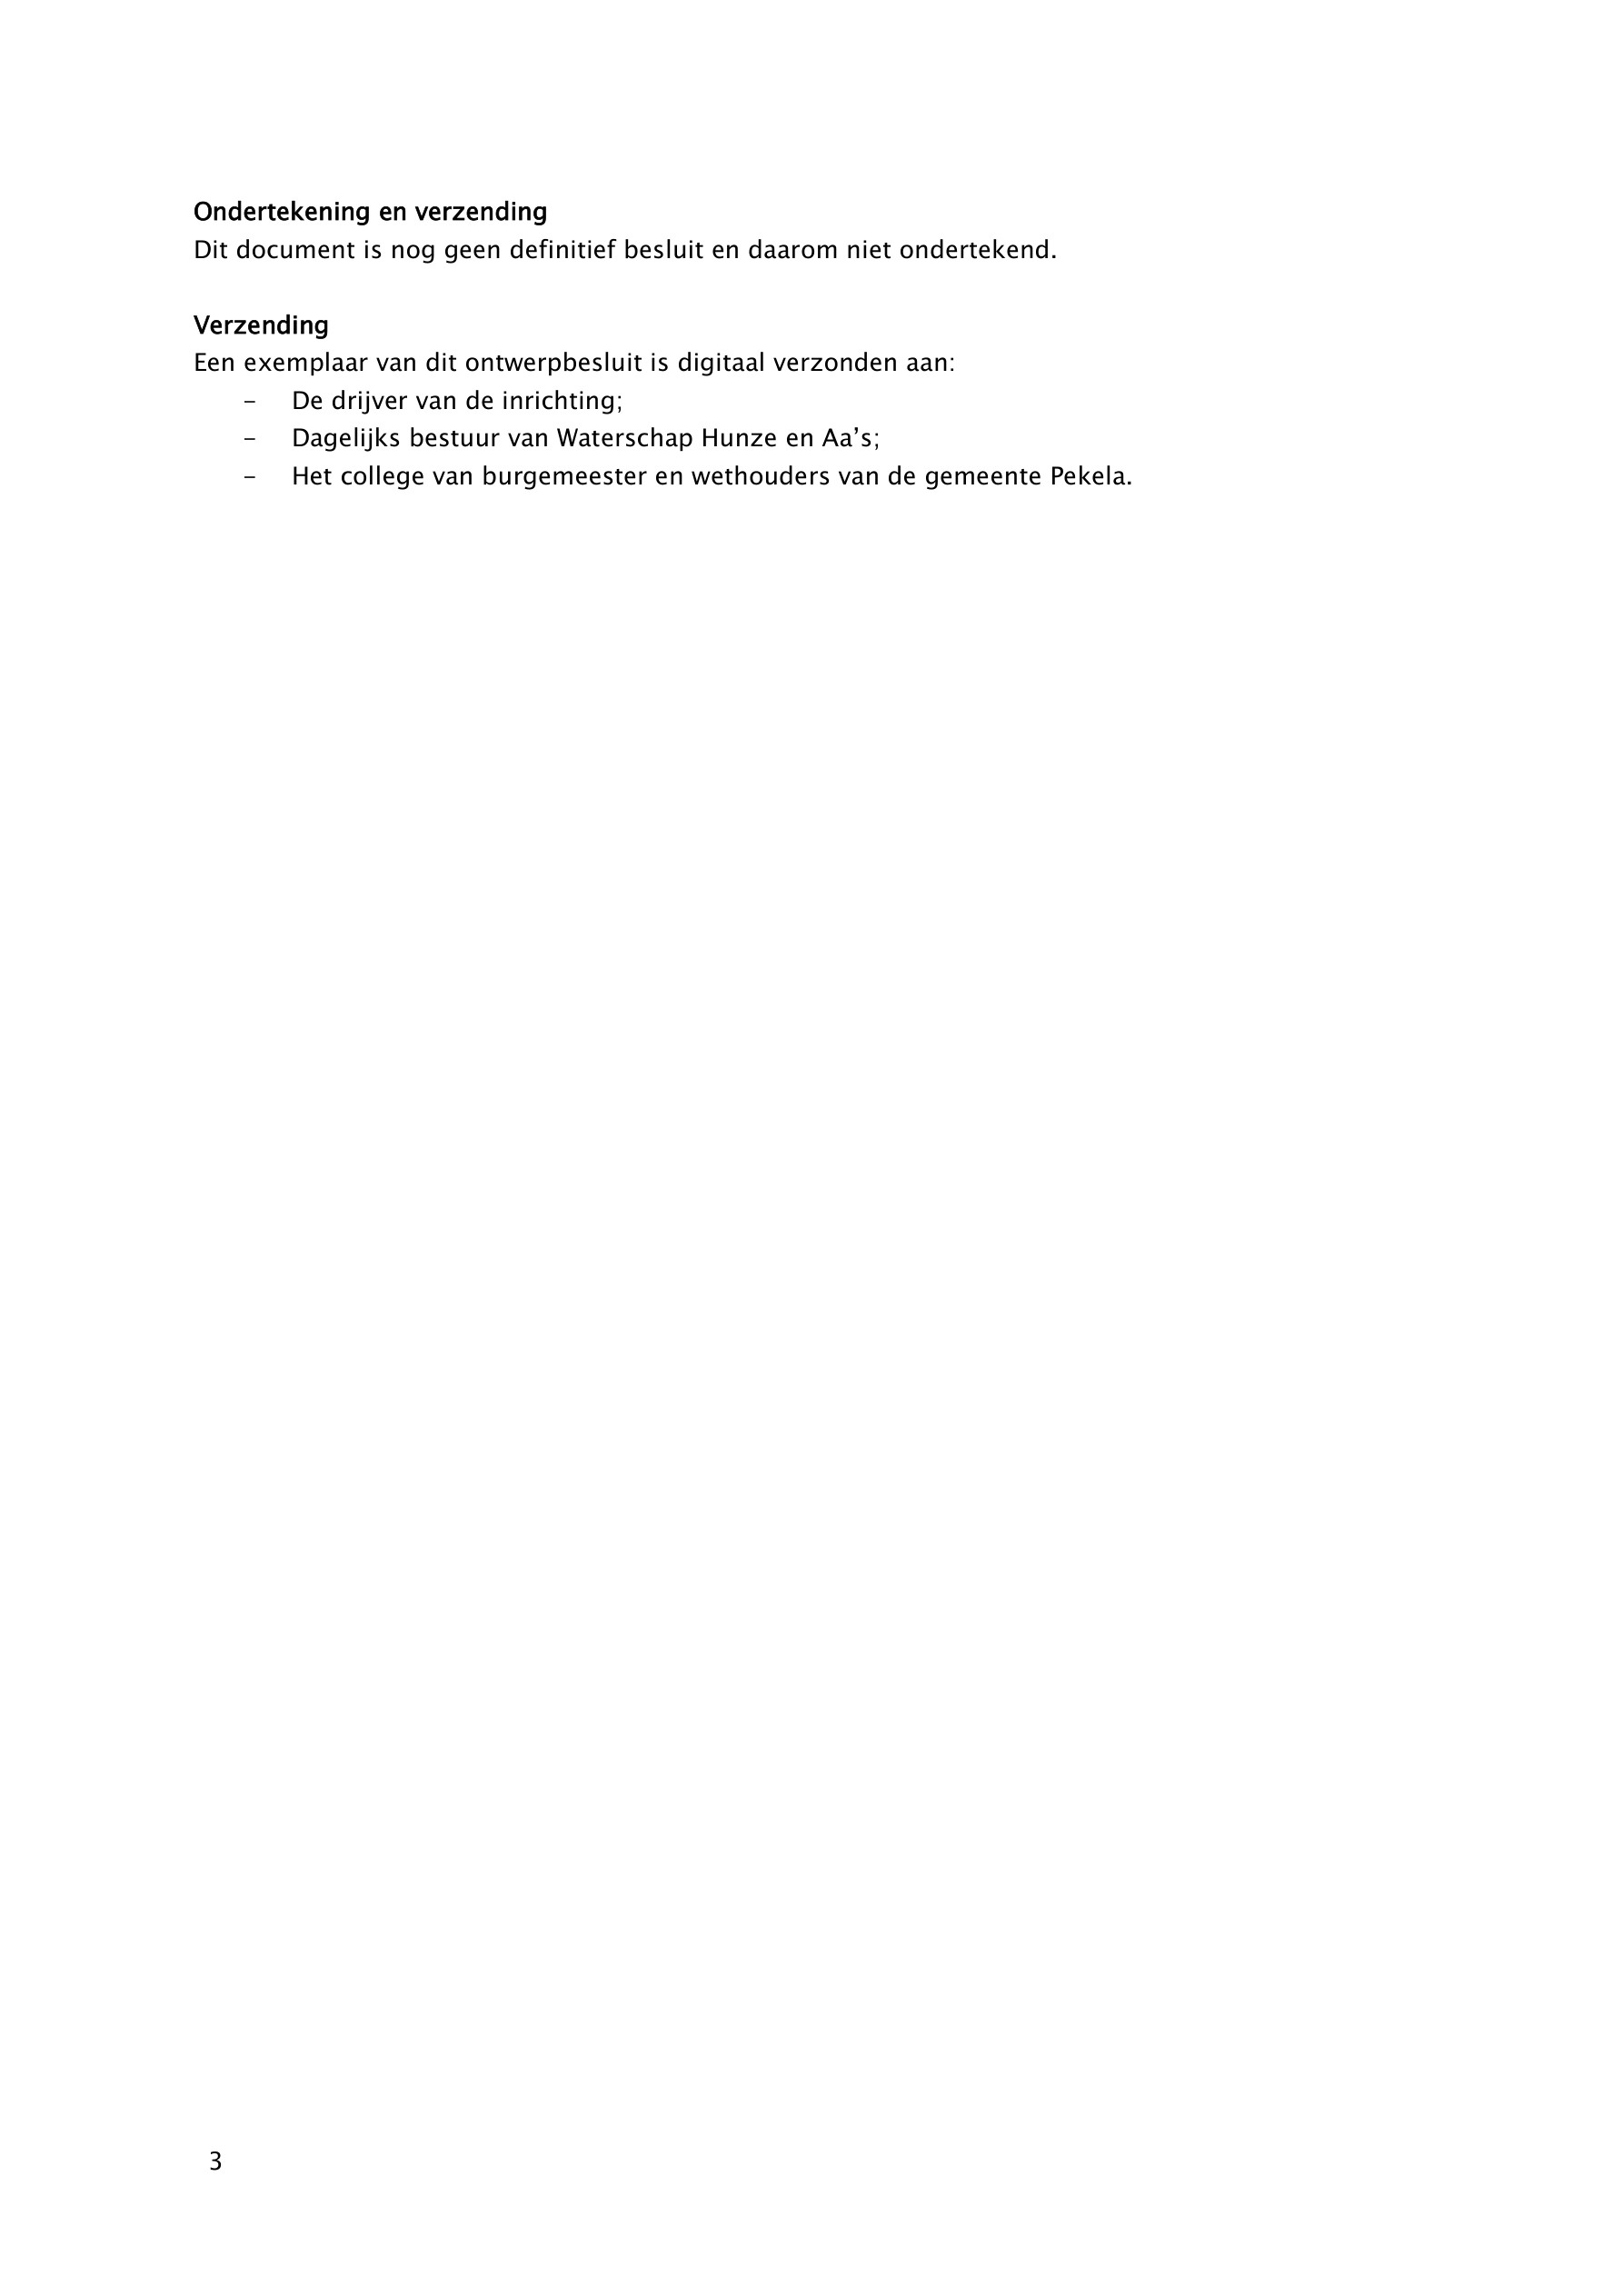 Ondertekening en verzending
Dit document is nog geen definitief besluit en daarom niet ondertekend.
Verzending
Een exemplaar van dit ontwerpbesluit is digitaal verzonden aan:
- De drijver van de inrichting;
- Dagelijks bestuur van Waterschap Hunze en Aa’s;
- Het college van burgemeester en wethouders van de gemeente Pekela.
3